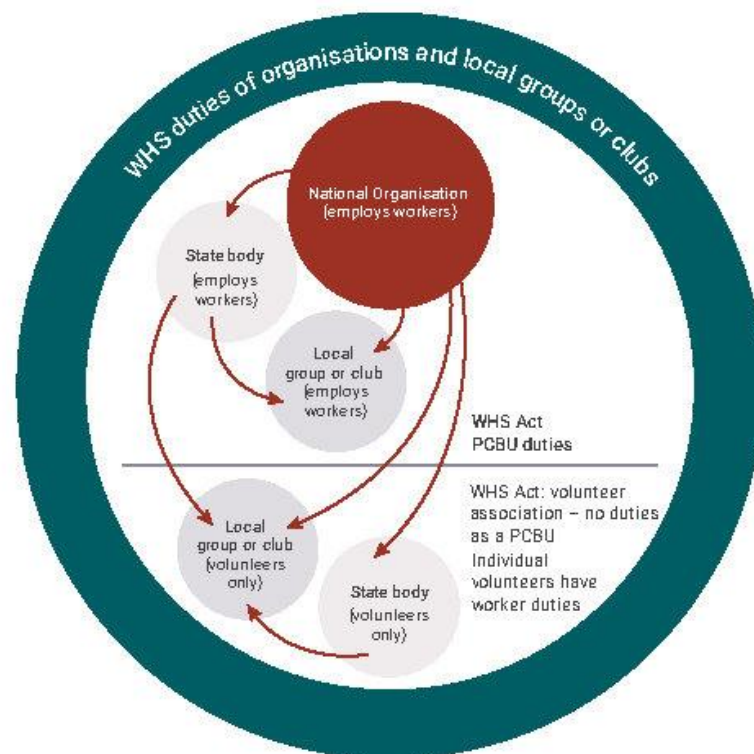 WHS duties of organisations and local groups or clubs
National Organisation
(employs workers)
State body
(employs
workers)
Local
group or club
(employs
workers)
WHS Act
PCBU duties
Local
group or club
(volunteers
only)
State body
(volunteers
only)
WHS Act: volunteer
association – no duties
as a PCBU
Individual
volunteers have
worker duties